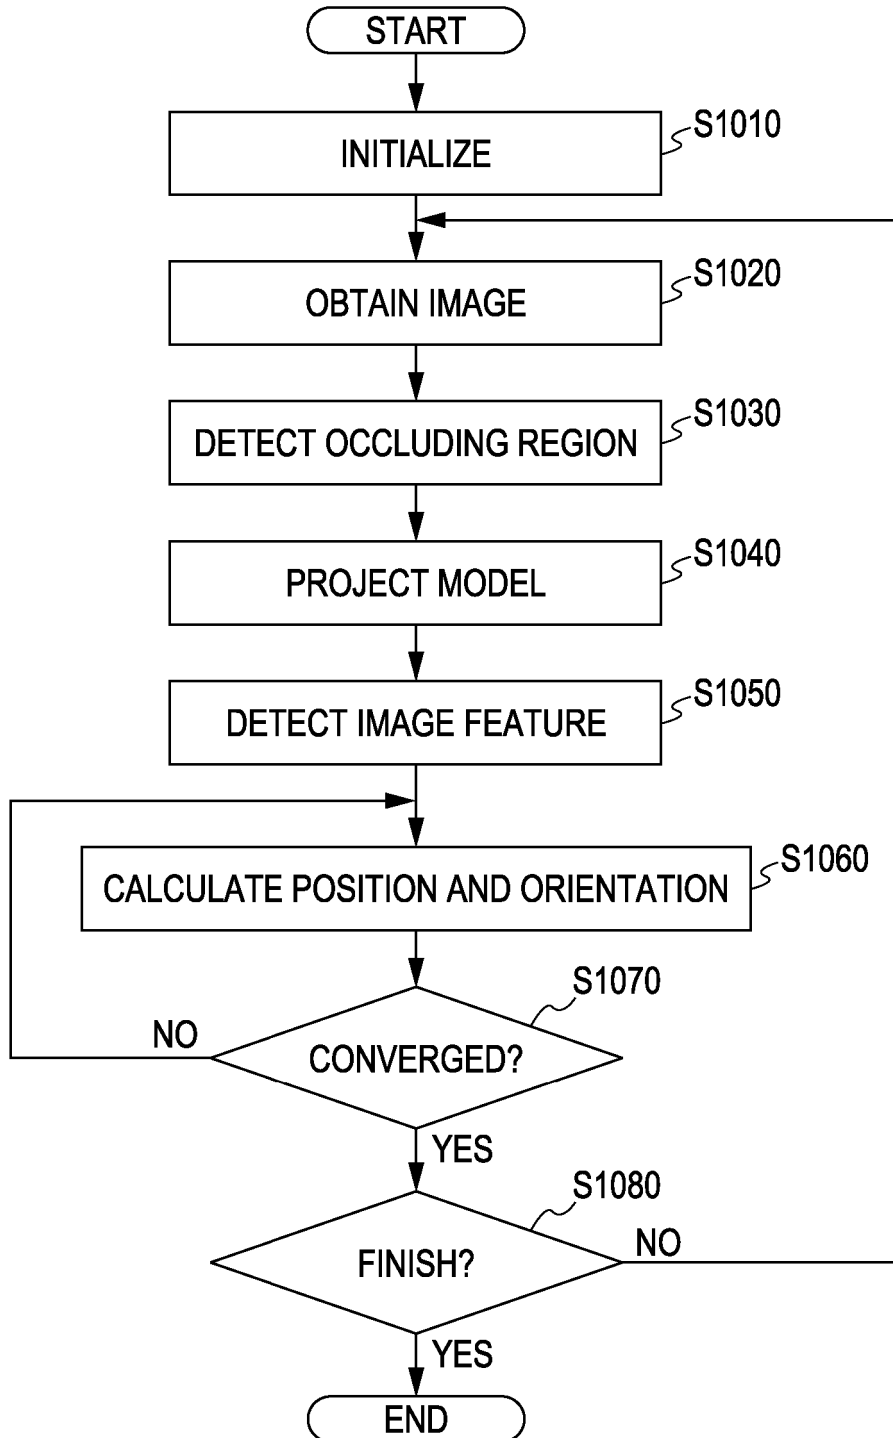 START
INITIALIZE
S1010
OBTAIN IMAGE
S1020
DETECT OCCLUDING REGION
S1030
PROJECT MODEL
S1040
DETECT IMAGE FEATURE
S1050
CALCULATE POSITION AND ORIENTATION
S1060
CONVERGED?
S1070
NO
YES
FINISH?
S1080
NO
YES
END